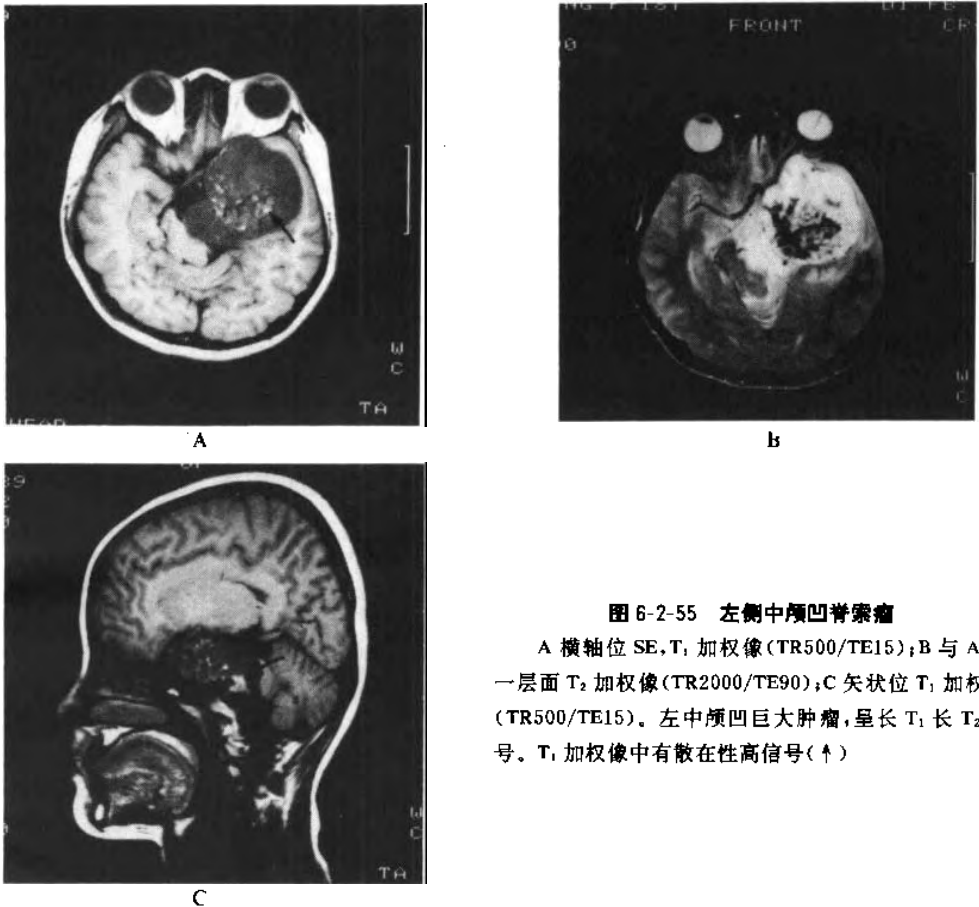 FRONT
CR
0
W
C
TA
A
W
C
B
W
C
TA
C
图 6-2-55 左侧中颅凹脊索瘤
A 横轴位 SE,T₁ 加权像(TR500/TE15);B 与 A
一层面 T₂ 加权像(TR2000/TE90);C 矢状位 T₁ 加权
(TR500/TE15)。左中颅凹巨大肿瘤,呈长 T₁ 长 T₂
号。T₁ 加权像中有散在性高信号(↑)